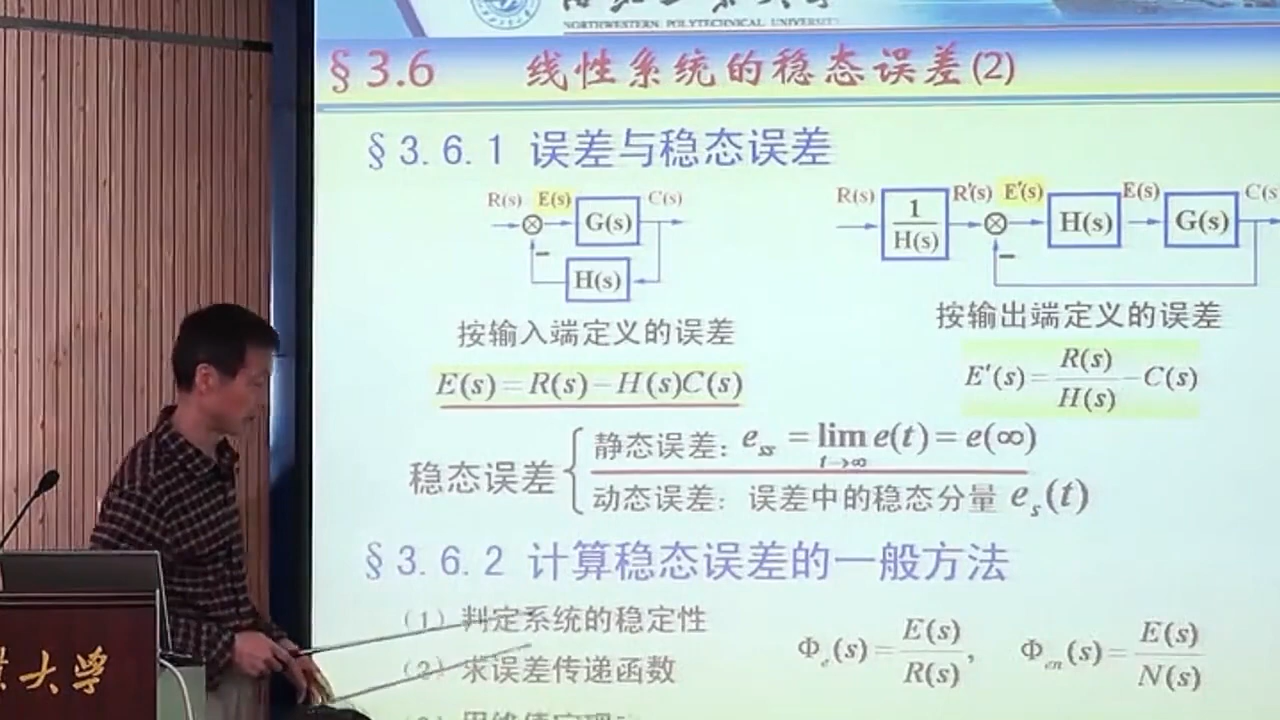 NORTHWESTERN POLYTECHNICAL UNIVERSITY
§3.6 线性系统的稳态误差(2)
§3.6.1 误差与稳态误差
R(s) E(s) G(s) C(s)
H(s)
R(s) 1/H(s) R'(s) E'(s) H(s) E(s) G(s)
按输入端定义的误差
按输出端定义的误差
E(s)=R(s)-H(s)C(s)
E'(s)=R(s)/H(s)-C(s)
稳态误差
静态误差: e_ss = lim t→∞ e(t)=e(∞)
动态误差: 误差中的稳态分量 e_s(t)
§3.6.2 计算稳态误差的一般方法
(1) 判定系统的稳定性
(2) 求误差传递函数
Φ_e(s)=E(s)/R(s), Φ_en(s)=E(s)/N(s)
大学